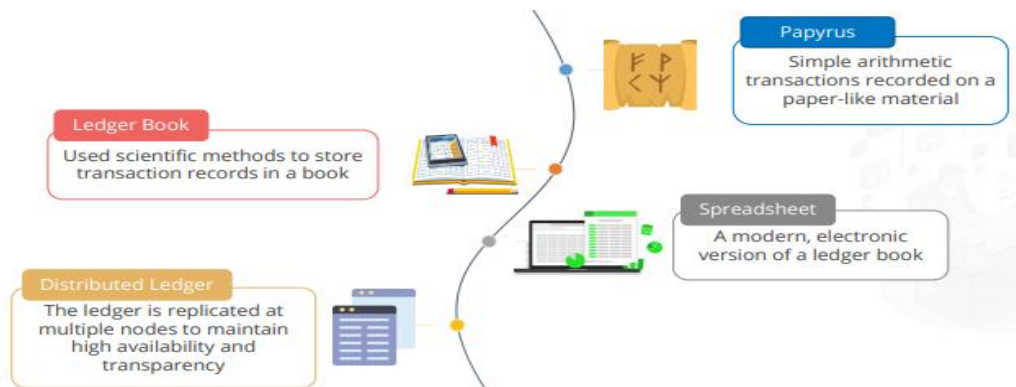 Papyrus
Simple arithmetic
transactions recorded on a
paper-like material
Ledger Book
Used scientific methods to store
transaction records in a book
Spreadsheet
A modern, electronic
version of a ledger book
Distributed Ledger
The ledger is replicated at
multiple nodes to maintain
high availability and
transparency